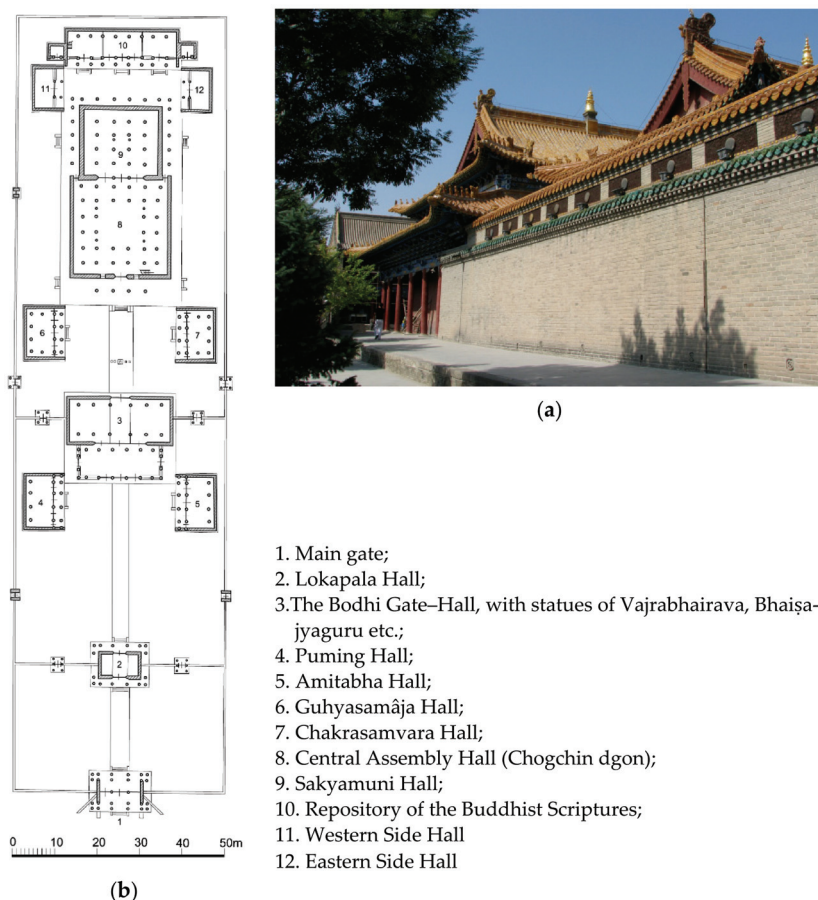 10
11
12
9
8
6
7
3
4
5
2
1
0 10 20 30 40 50m
(b)
(a)
1. Main gate;
2. Lokapala Hall;
3.The Bodhi Gate–Hall, with statues of Vajrabhairava, Bhaiṣa-
jyaguru etc.;
4. Puming Hall;
5. Amitabha Hall;
6. Guhyasamâja Hall;
7. Chakrasamvara Hall;
8. Central Assembly Hall (Chogchin dgon);
9. Sakyamuni Hall;
10. Repository of the Buddhist Scriptures;
11. Western Side Hall
12. Eastern Side Hall